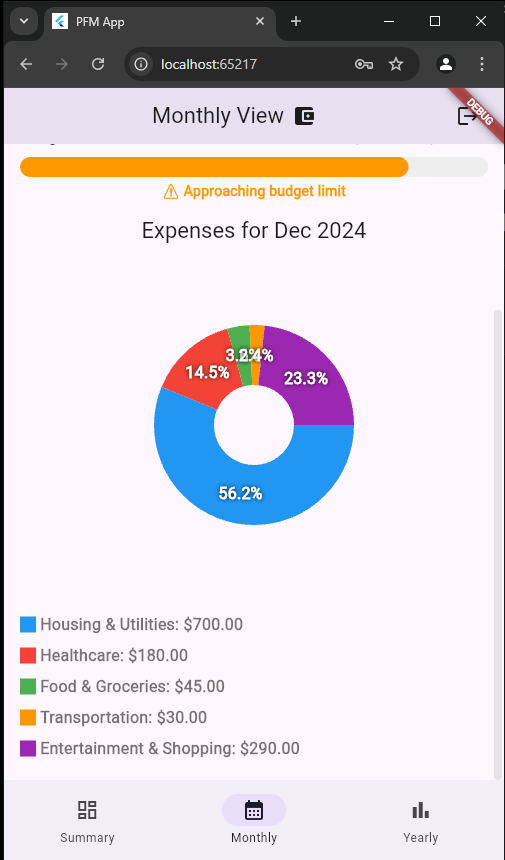 PFM App
localhost:65217
Monthly View
DEBUG
Approaching budget limit
Expenses for Dec 2024
3.6%
2.4%
14.5%
23.3%
56.2%
Housing & Utilities: $700.00
Healthcare: $180.00
Food & Groceries: $45.00
Transportation: $30.00
Entertainment & Shopping: $290.00
Summary
Monthly
Yearly